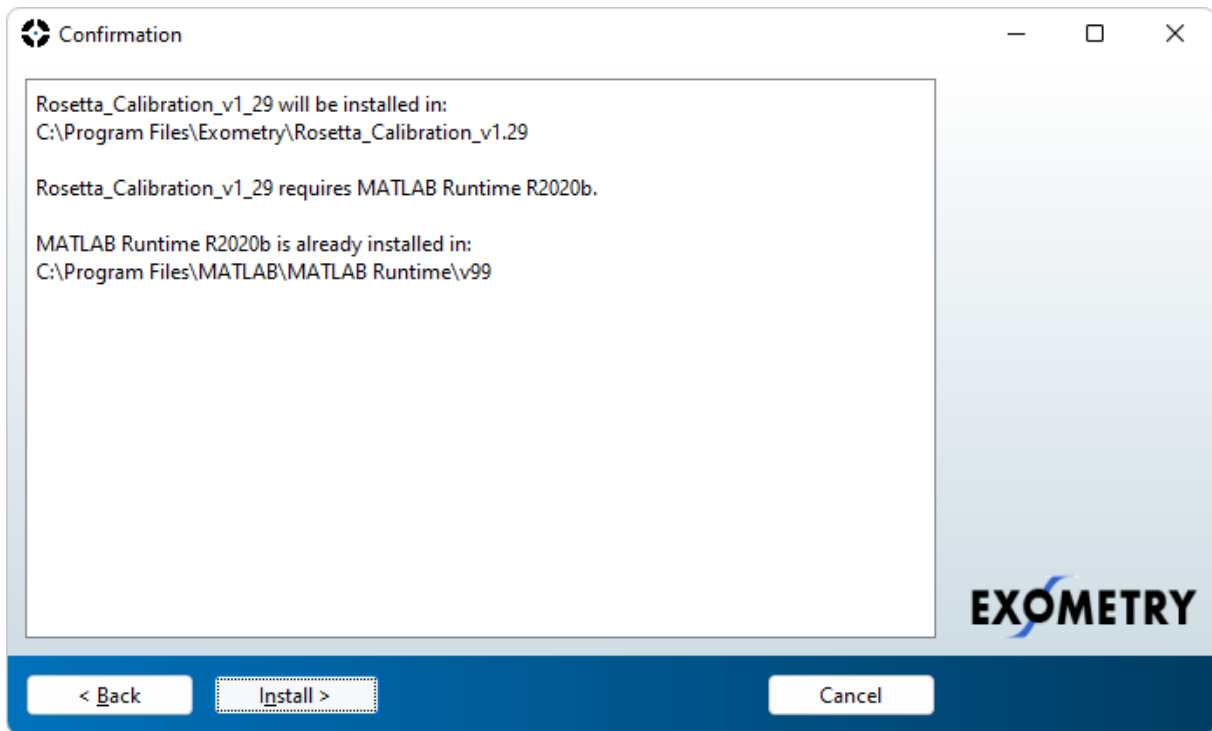 Confirmation
Rosetta_Calibration_v1_29 will be installed in:
C:\Program Files\Exometry\Rosetta_Calibration_v1.29
Rosetta_Calibration_v1_29 requires MATLAB Runtime R2020b.
MATLAB Runtime R2020b is already installed in:
C:\Program Files\MATLAB\MATLAB Runtime\v99
EXOMETRY
< Back
Install >
Cancel